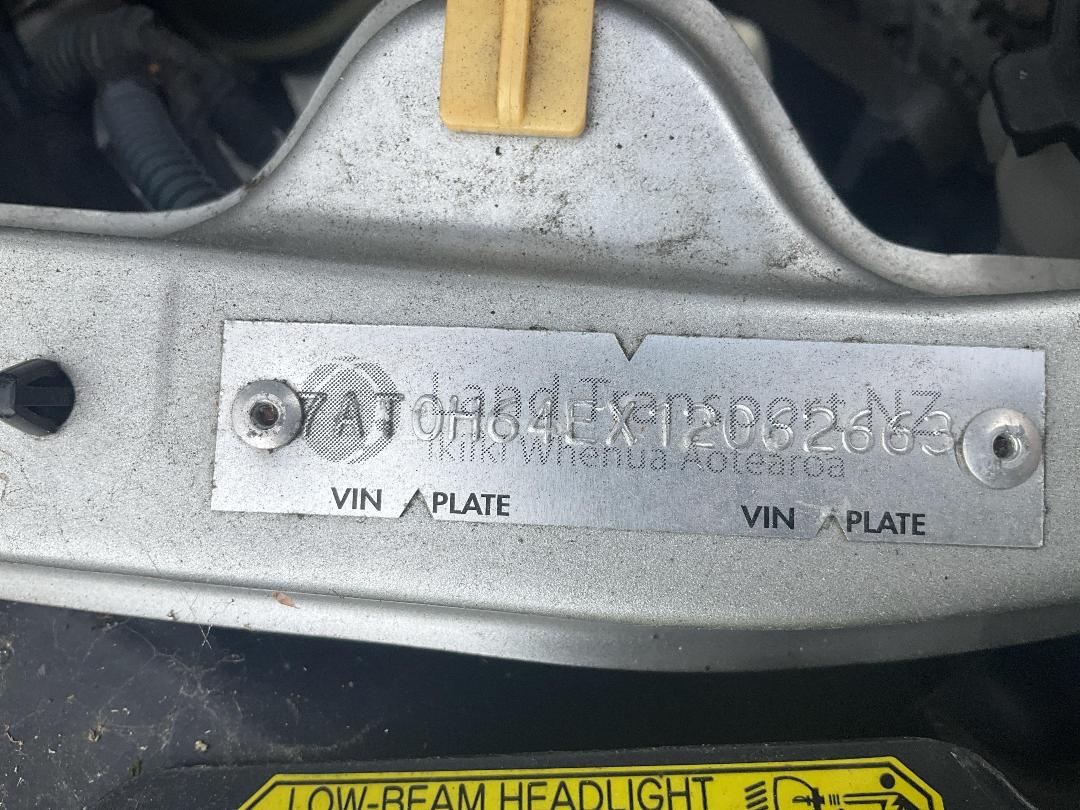 Land Transport NZ
7AT0H64EX12062663
Ikiiki Whenua Aotearoa
VIN PLATE VIN PLATE
LOW-BEAM HEADLIGHT